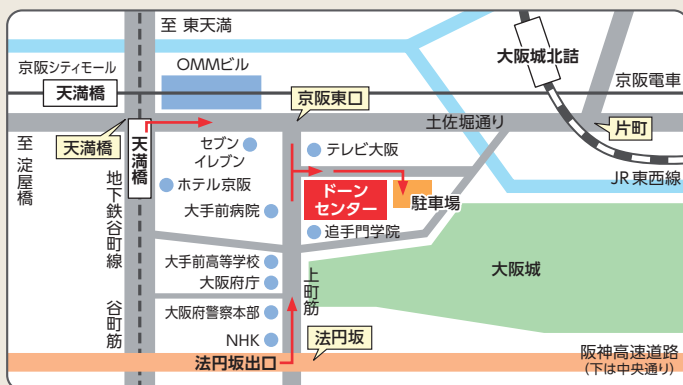 至 東天満
京阪シティモール
OMMビル
大阪城北詰
天満橋
京阪東口
京阪電車
土佐堀通り
片町
至 淀屋橋
天満橋
天満橋
セブン
イレブン
テレビ大阪
JR東西線
地下鉄谷町線
ホテル京阪
ドーン
センター
駐車場
大手前病院
追手門学院
大手前高等学校
大阪府庁
上町筋
大阪城
谷町筋
大阪府警察本部
NHK
法円坂
法円坂出口
阪神高速道路
(下は中央通り)